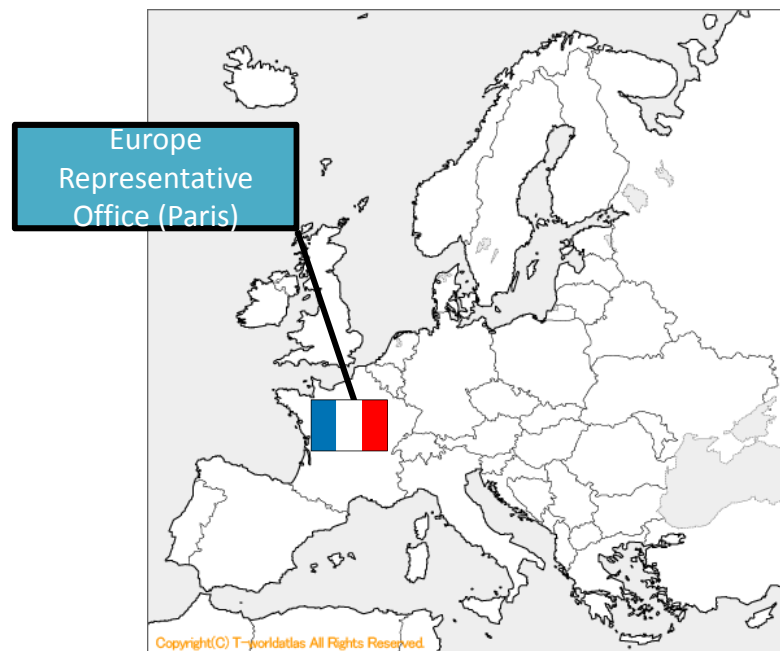 Europe
Representative
Office (Paris)
Copyright(C) T-worldatlas All Rights Reserved.